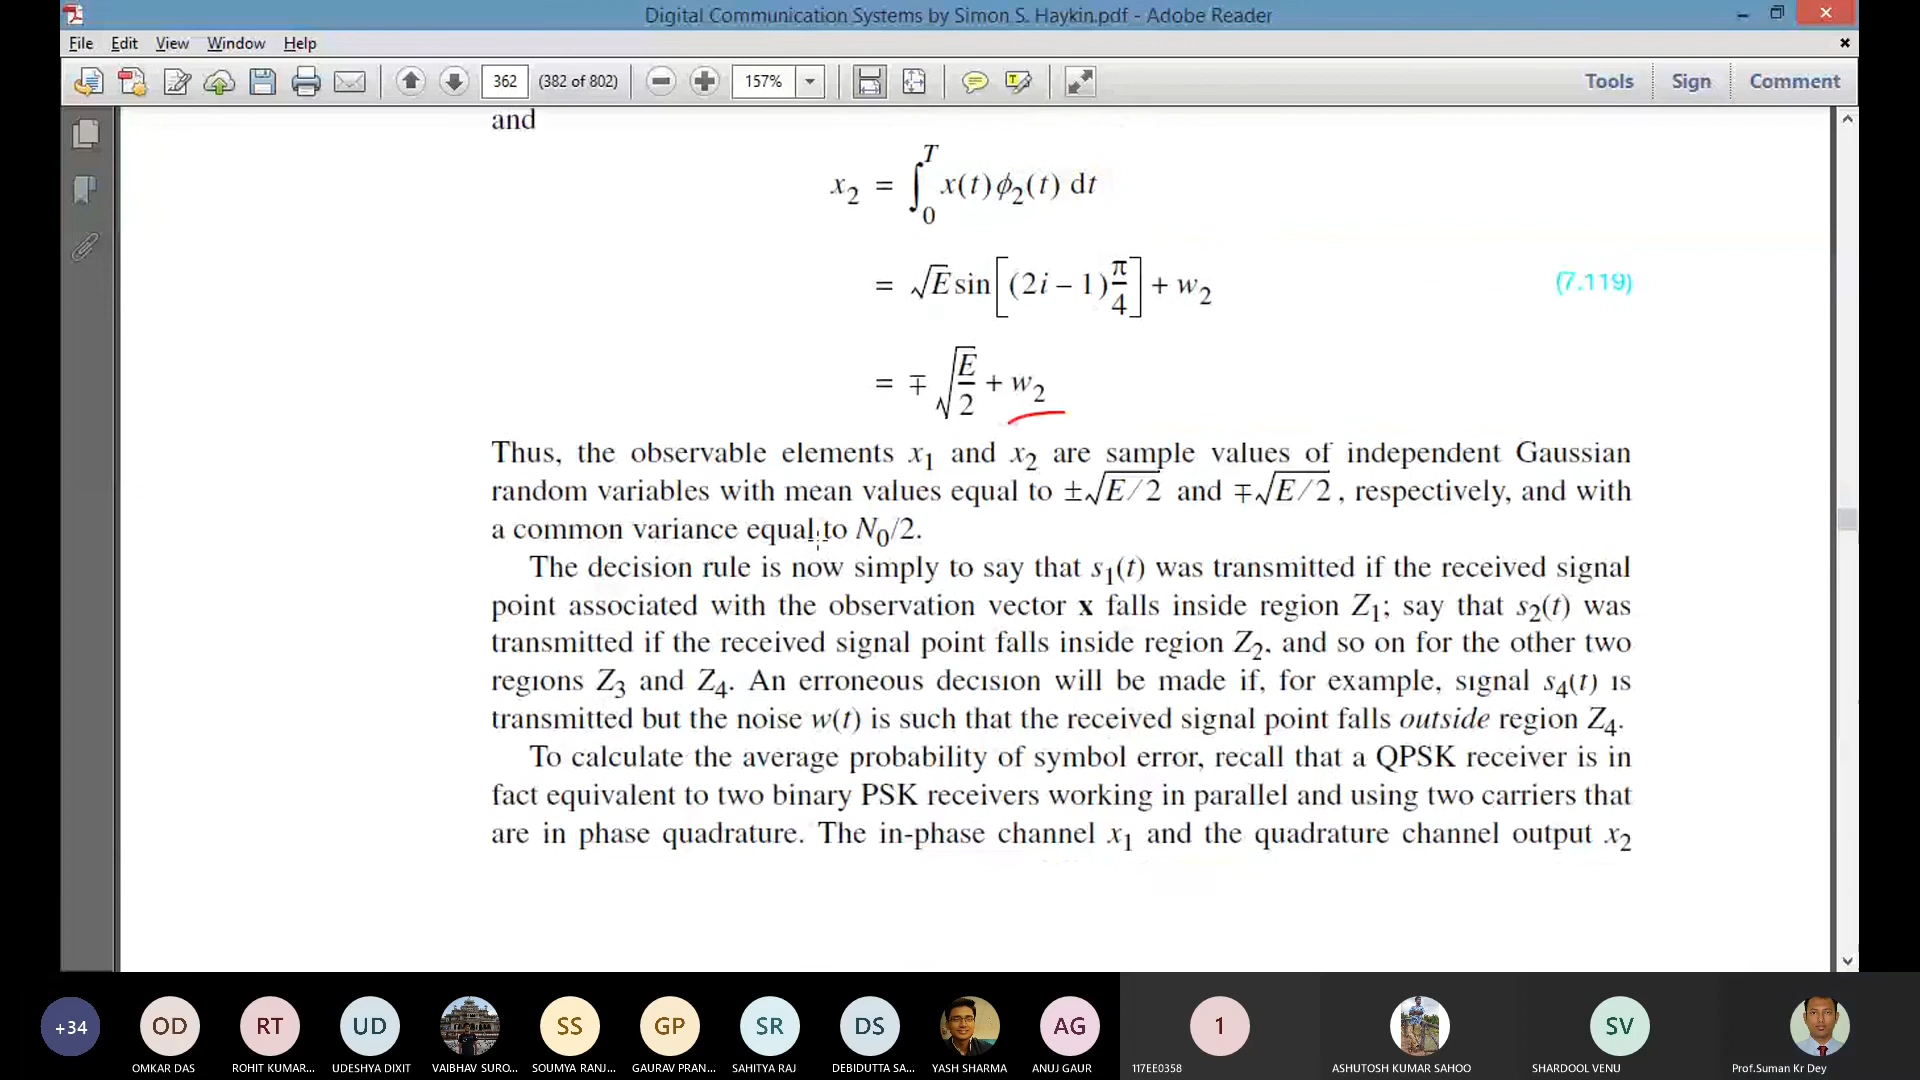 Digital Communication Systems by Simon S. Haykin.pdf - Adobe Reader
File Edit View Window Help
362 (382 of 802) 157% Tools Sign Comment
and
x₂ = ∫₀ᵀ x(t)ϕ₂(t) dt
= √E sin[(2i – 1)π/4] + w₂ (7.119)
= ∓ √(E/2) + w₂
Thus, the observable elements x₁ and x₂ are sample values of independent Gaussian
random variables with mean values equal to ±√E/2 and ∓√E/2, respectively, and with
a common variance equal to N₀/2.
The decision rule is now simply to say that s₁(t) was transmitted if the received signal
point associated with the observation vector x falls inside region Z₁; say that s₂(t) was
transmitted if the received signal point falls inside region Z₂, and so on for the other two
regions Z₃ and Z₄. An erroneous decision will be made if, for example, signal s₄(t) is
transmitted but the noise w(t) is such that the received signal point falls outside region Z₄.
To calculate the average probability of symbol error, recall that a QPSK receiver is in
fact equivalent to two binary PSK receivers working in parallel and using two carriers that
are in phase quadrature. The in-phase channel x₁ and the quadrature channel output x₂
+34 OD RT UD SS GP SR DS AG 1 SV
OMKAR DAS ROHIT KUMAR... UDESHYA DIXIT VAIBHAV SURO... SOUMYA RANJ... GAURAV PRAN... SAHITYA RAJ DEBIDUTTA SA... YASH SHARMA ANUJ GAUR 117EE0358 ASHUTOSH KUMAR SAHOO SHARDOOL VENU Prof.Suman Kr Dey